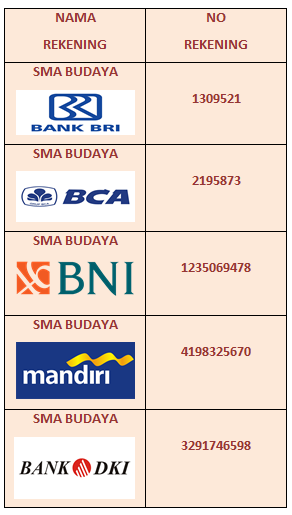 NAMA
REKENING
NO
REKENING
SMA BUDAYA
BANK BRI
1309521
SMA BUDAYA
BCA
2195873
SMA BUDAYA
BNI
1235069478
SMA BUDAYA
mandiri
4198325670
SMA BUDAYA
BANK DKI
3291746598